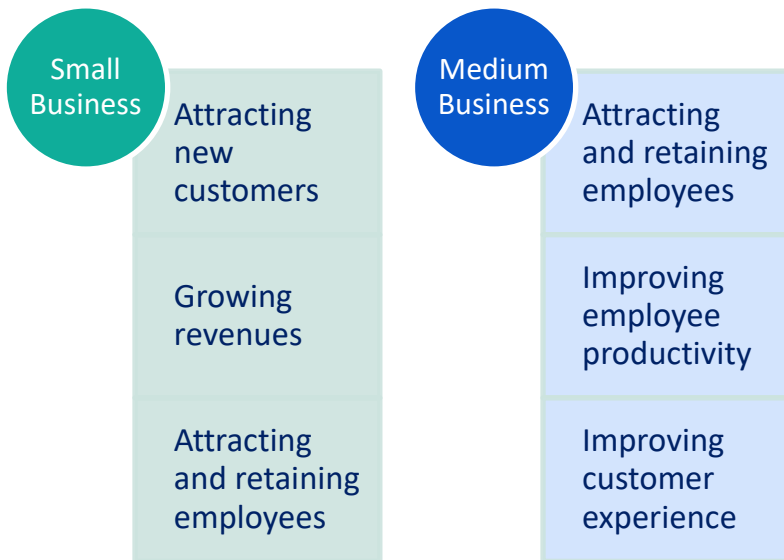 Small
Business
Attracting
new
customers
Growing
revenues
Attracting
and retaining
employees
Medium
Business
Attracting
and retaining
employees
Improving
employee
productivity
Improving
customer
experience